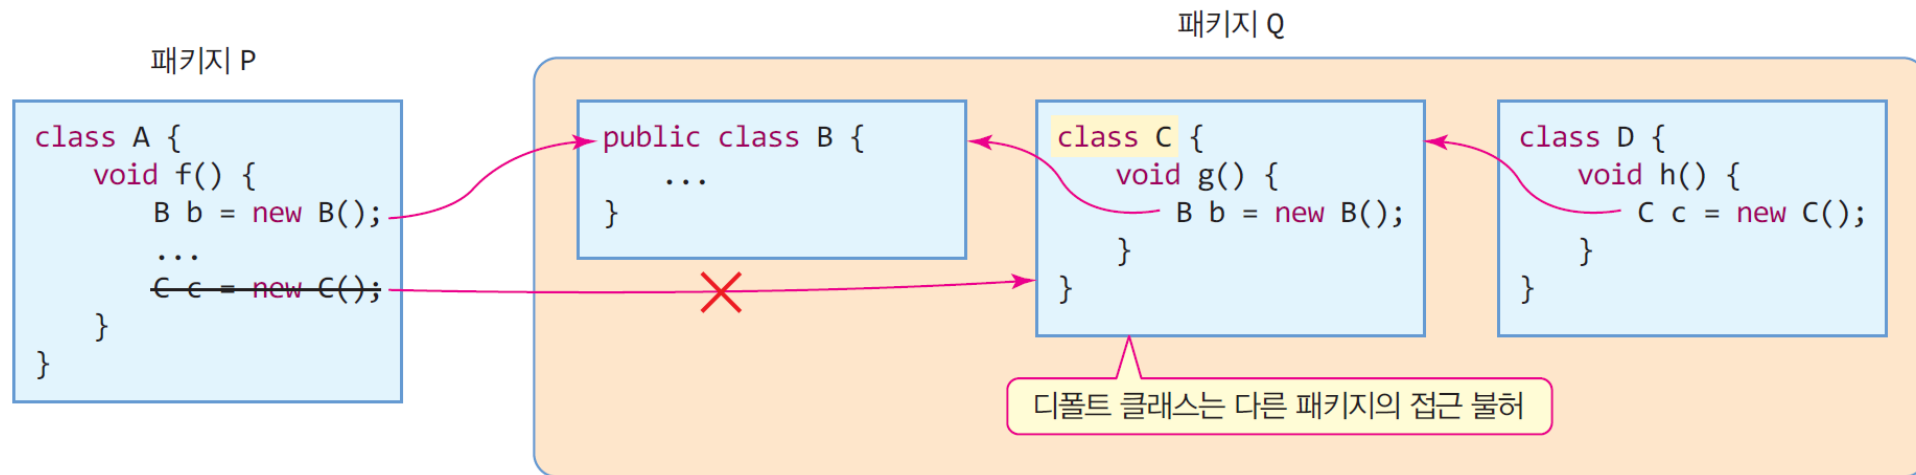 패키지 P
class A {
void f() {
B b = new B();
...
C c = new C();
}
}
패키지 Q
public class B {
...
}
class C {
void g() {
B b = new B();
}
}
class D {
void h() {
C c = new C();
}
}
디폴트 클래스는 다른 패키지의 접근 불허